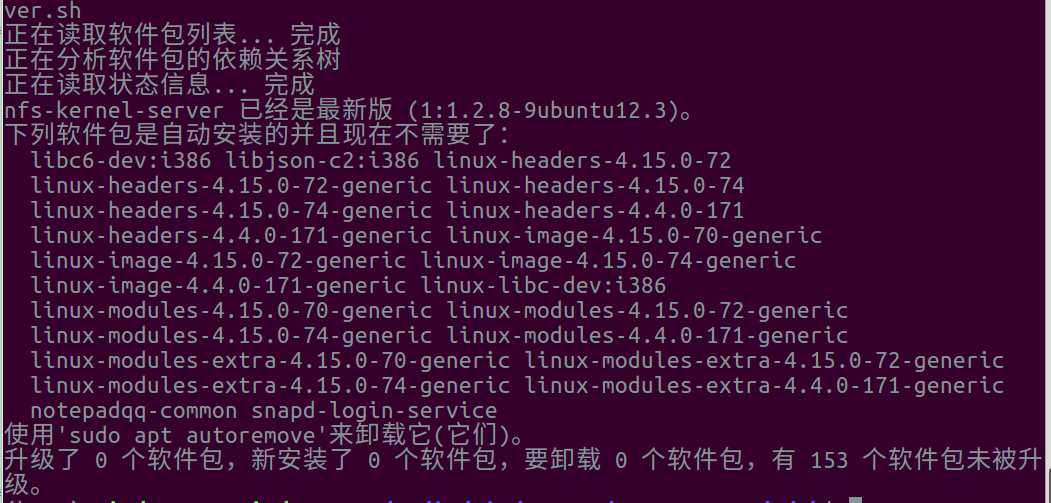 ver.sh
正在读取软件包列表... 完成
正在分析软件包的依赖关系树
正在读取状态信息... 完成
nfs-kernel-server 已经是最新版 (1:1.2.8-9ubuntu12.3)。
下列软件包是自动安装的并且现在不需要了：
libc6-dev:i386 libjson-c2:i386 linux-headers-4.15.0-72
linux-headers-4.15.0-72-generic linux-headers-4.15.0-74
linux-headers-4.15.0-74-generic linux-headers-4.4.0-171
linux-headers-4.4.0-171-generic linux-image-4.15.0-70-generic
linux-image-4.15.0-72-generic linux-image-4.15.0-74-generic
linux-image-4.4.0-171-generic linux-libc-dev:i386
linux-modules-4.15.0-70-generic linux-modules-4.15.0-72-generic
linux-modules-4.15.0-74-generic linux-modules-4.4.0-171-generic
linux-modules-extra-4.15.0-70-generic linux-modules-extra-4.15.0-72-generic
linux-modules-extra-4.15.0-74-generic linux-modules-extra-4.4.0-171-generic
notepadqq-common snapd-login-service
使用'sudo apt autoremove'来卸载它(它们)。
升级了 0 个软件包，新安装了 0 个软件包，要卸载 0 个软件包，有 153 个软件包未被升
级。